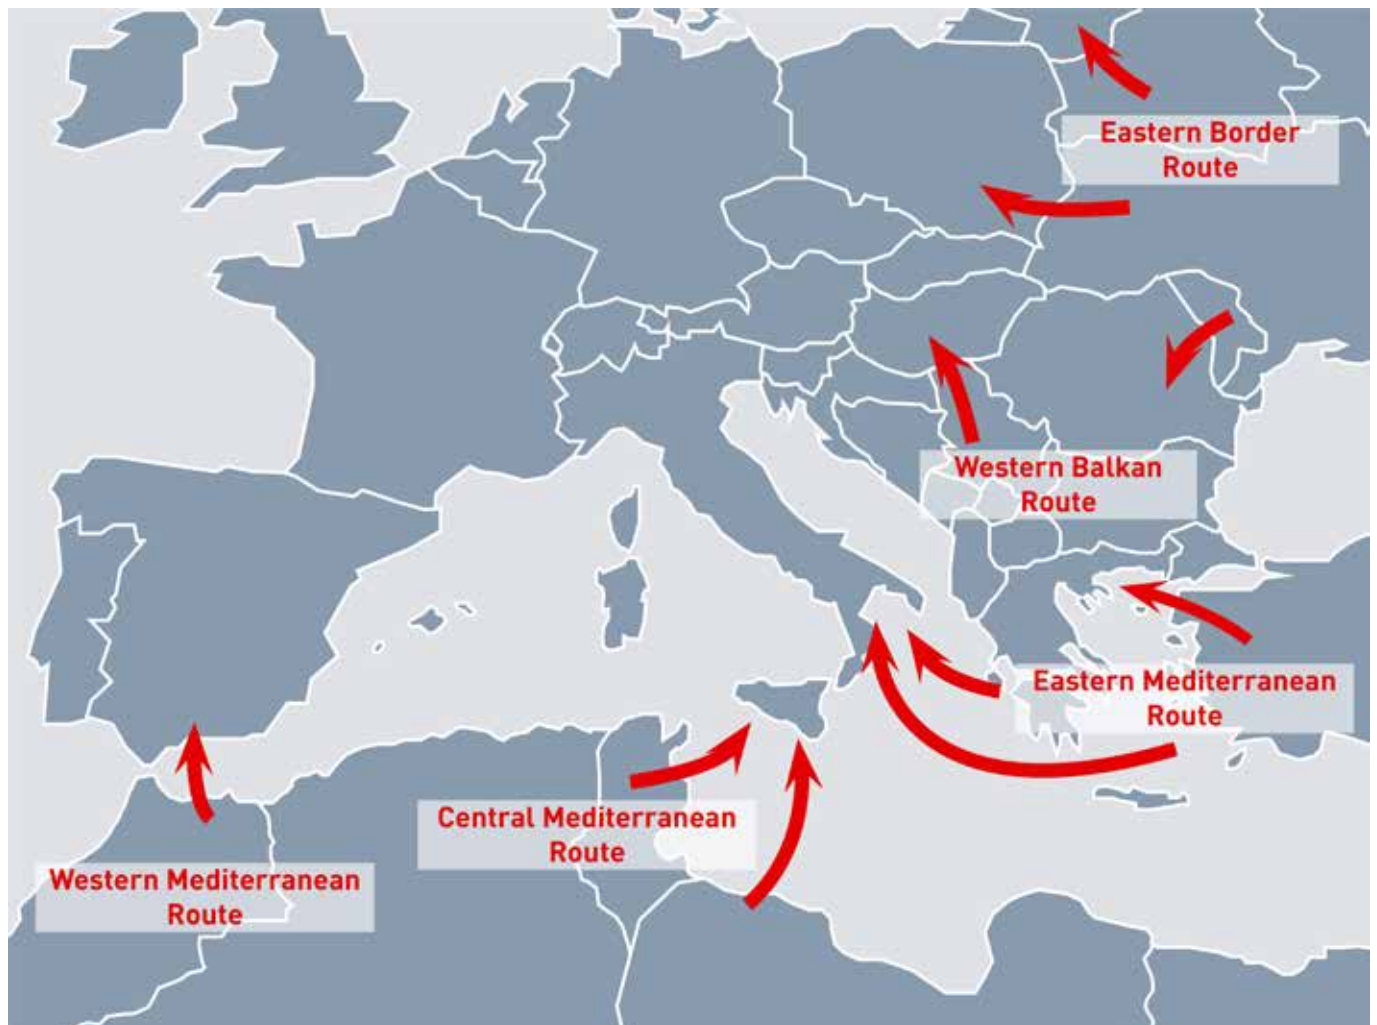 Eastern Border
Route
Western Balkan
Route
Eastern Mediterranean
Route
Central Mediterranean
Route
Western Mediterranean
Route